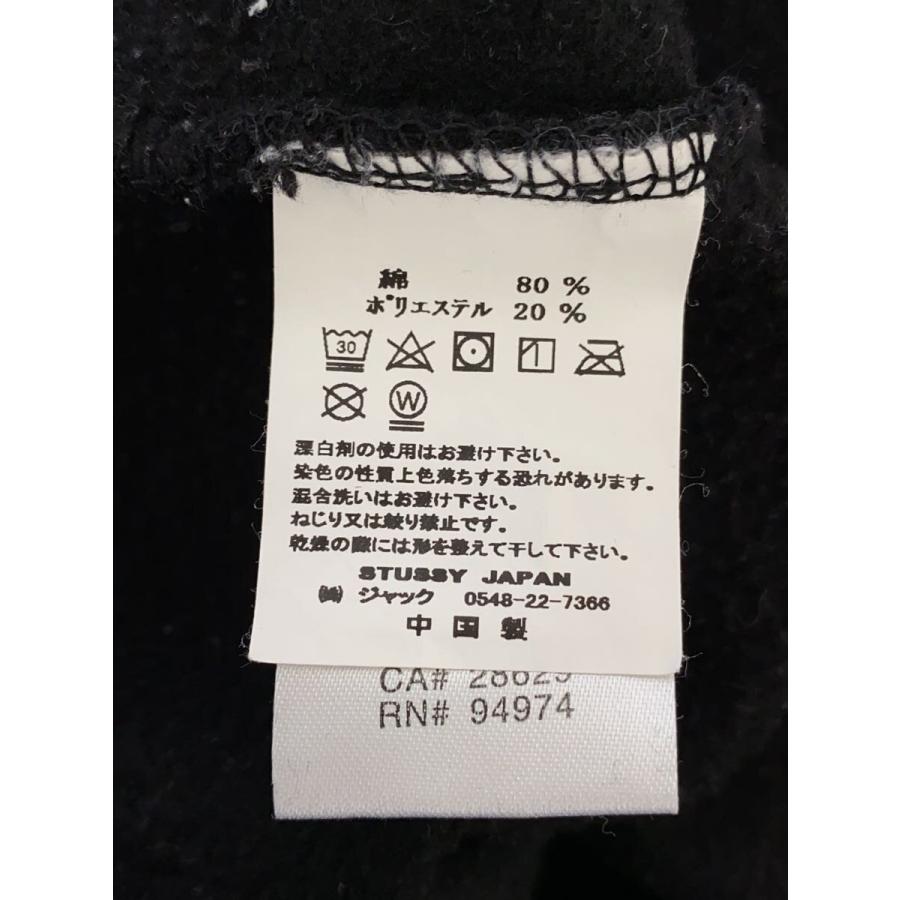 綿 80 %
ポリエステル 20 %
30
W
漂白剤の使用はお避け下さい。
染色の性質上色落ちする恐れがあります。
混合洗いはお避け下さい。
ねじり又は絞り禁止です。
乾燥の際には形を整えて干して下さい。
STUSSY JAPAN
㈱ ジャック 0548-22-7366
中国製
CA# 28629
RN# 94974